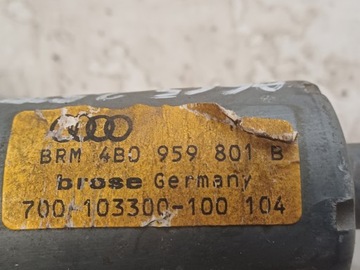 BRM 4B0 959 801 B
brose Germany
700-103300-100 104